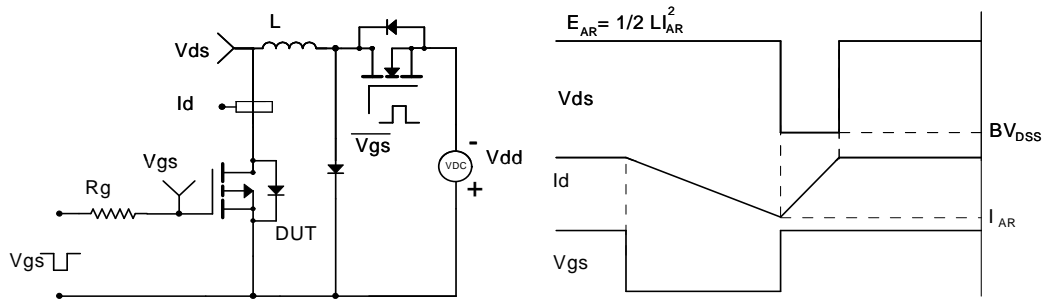 L
Vds
Id
Vgs
Rg
DUT
Vgs
Vgs
-
VDC
+
Vdd
E_AR= 1/2 LI_AR^2
Vds
BV_DSS
Id
I_AR
Vgs